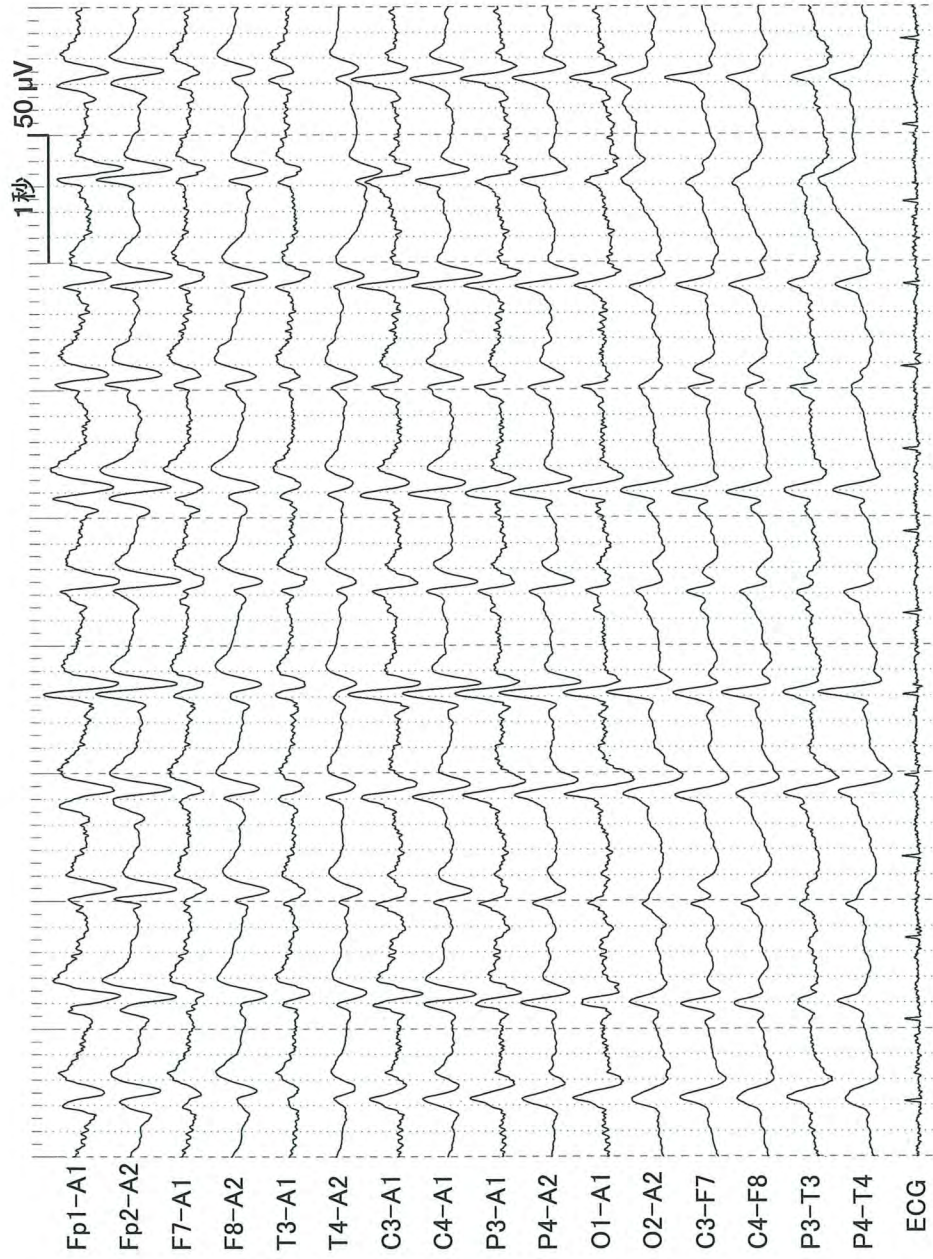 1秒
50 μV
Fp1-A1
Fp2-A2
F7-A1
F8-A2
T3-A1
T4-A2
C3-A1
C4-A1
P3-A1
P4-A2
O1-A1
O2-A2
C3-F7
C4-F8
P3-T3
P4-T4
ECG